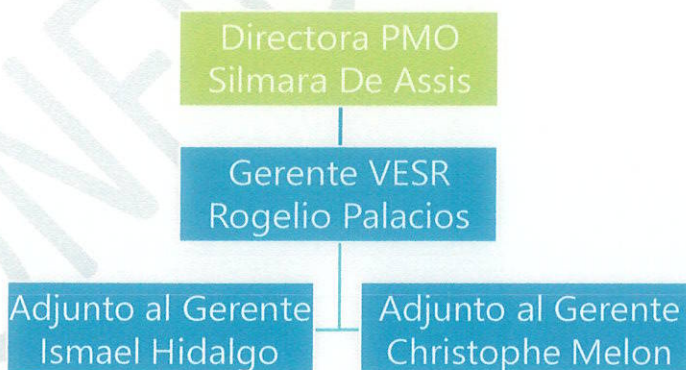 Directora PMO
Silmara De Assis
Gerente VESR
Rogelio Palacios
Adjunto al Gerente
Ismael Hidalgo
Adjunto al Gerente
Christophe Melon